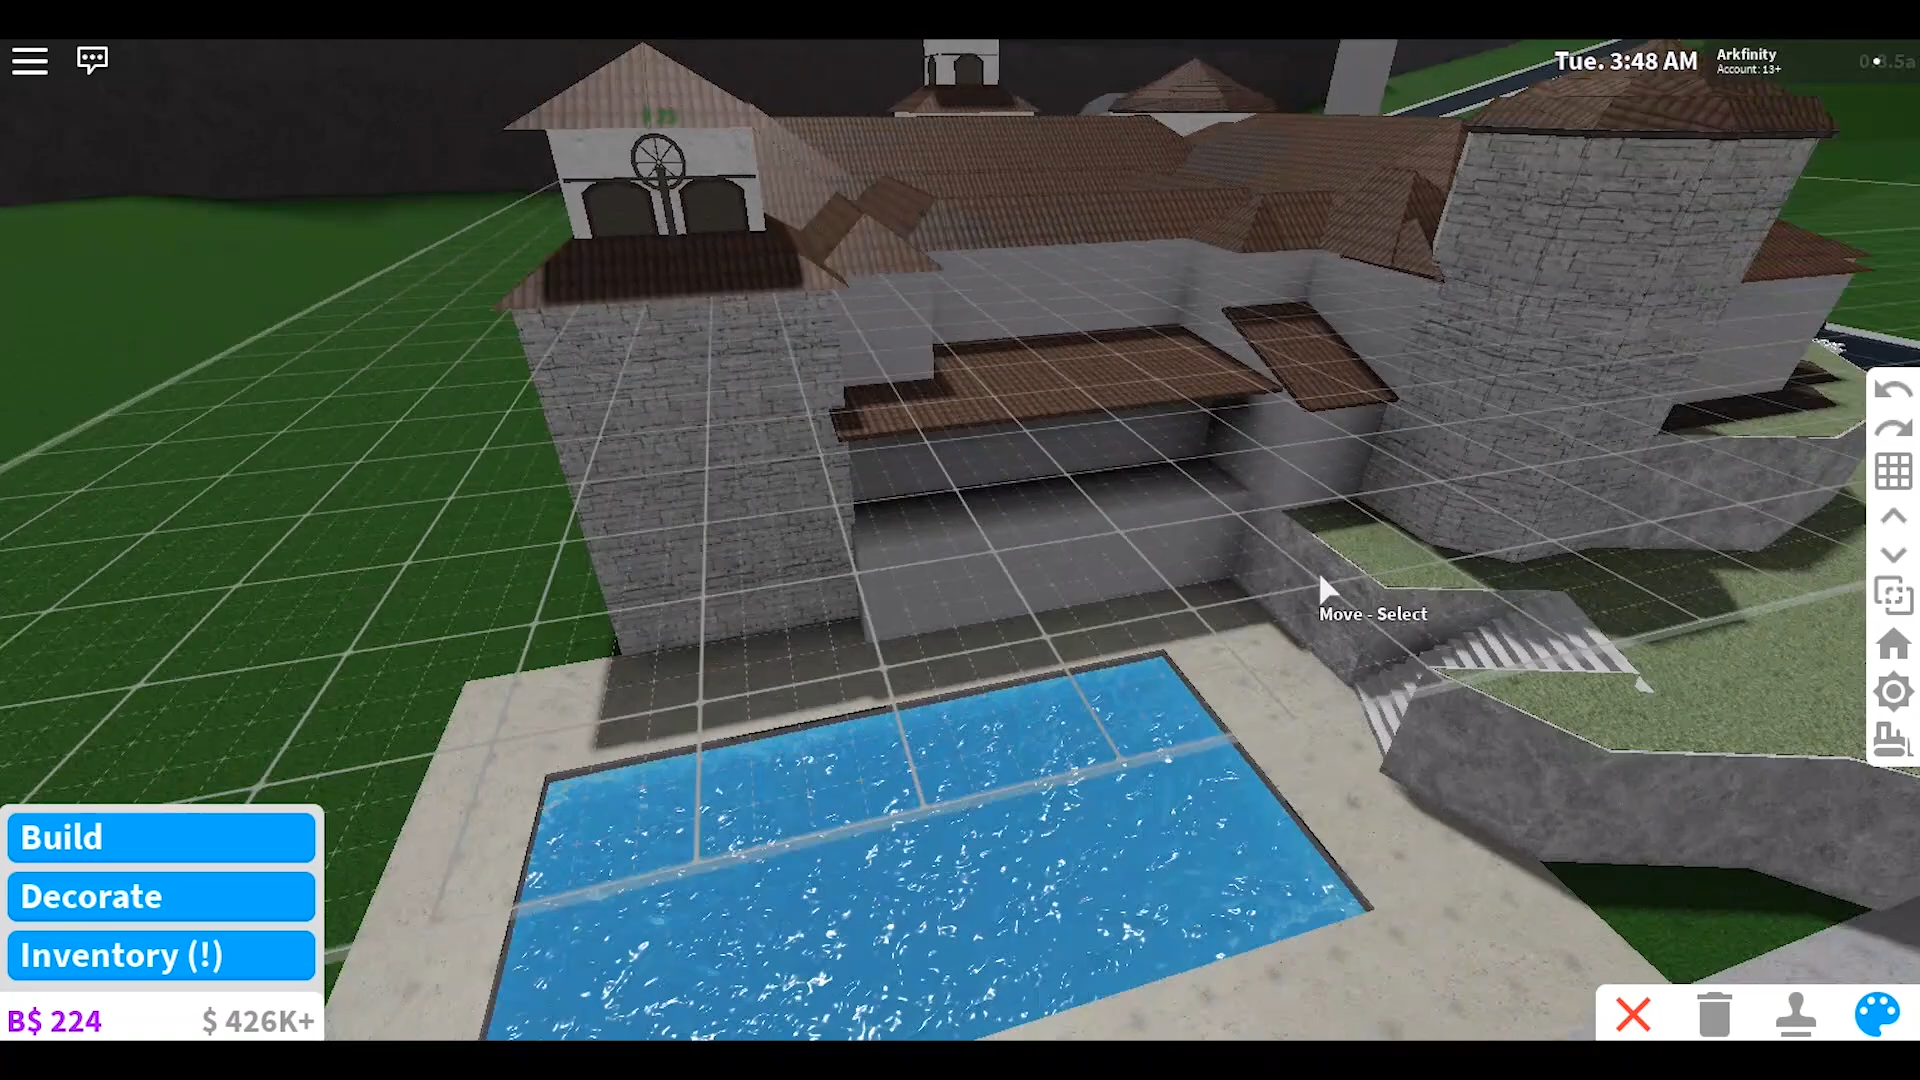 Tue. 3:48 AM
Arkfinity
Account: 13+
Move - Select
Build
Decorate
Inventory (!)
B$ 224
$ 426K+